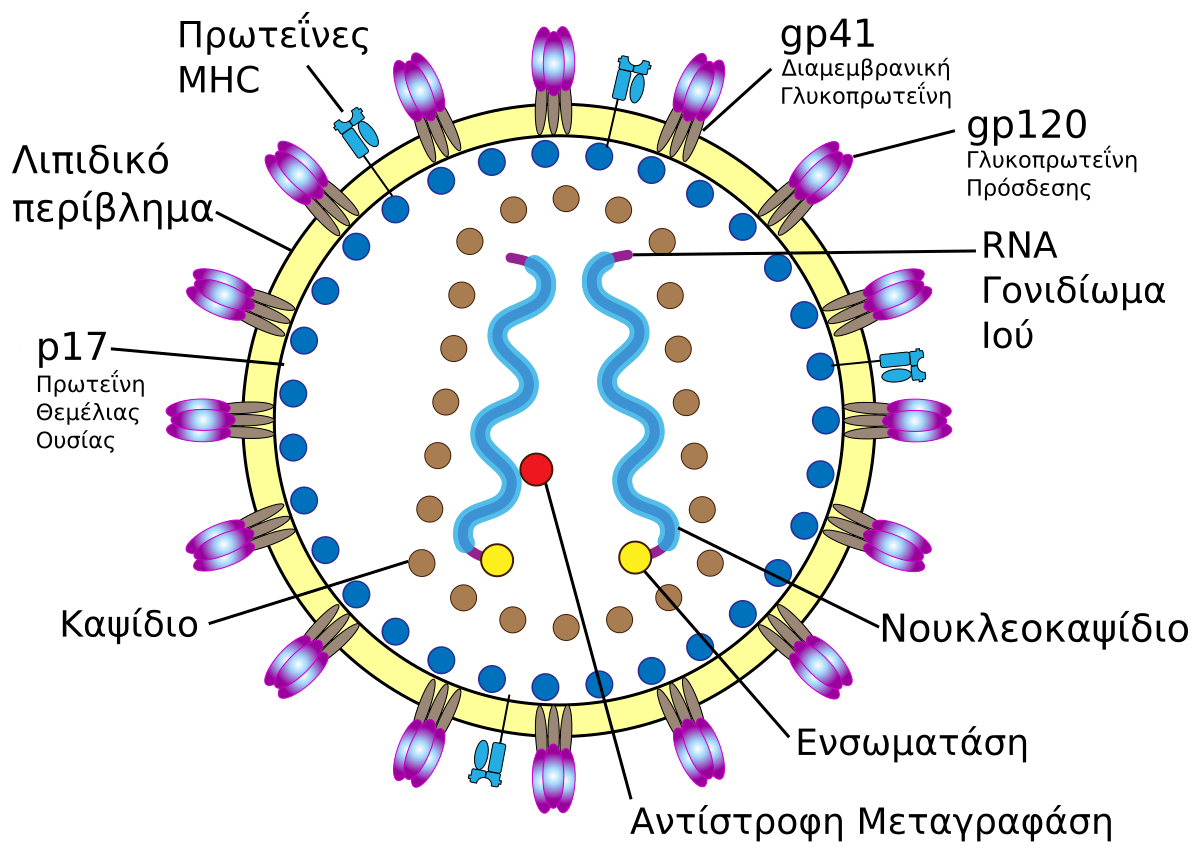 Πρωτεΐνες
MHC
gp41
Διαμεμβρανική
Γλυκοπρωτεΐνη
gp120
Γλυκοπρωτεΐνη
Πρόσδεσης
Λιπιδικό
περίβλημα
RNA
Γονιδίωμα
Ιού
p17
Πρωτεΐνη
Θεμέλιας
Ουσίας
Καψίδιο
Νουκλεοκαψίδιο
Ενσωματάση
Αντίστροφη Μεταγραφάση